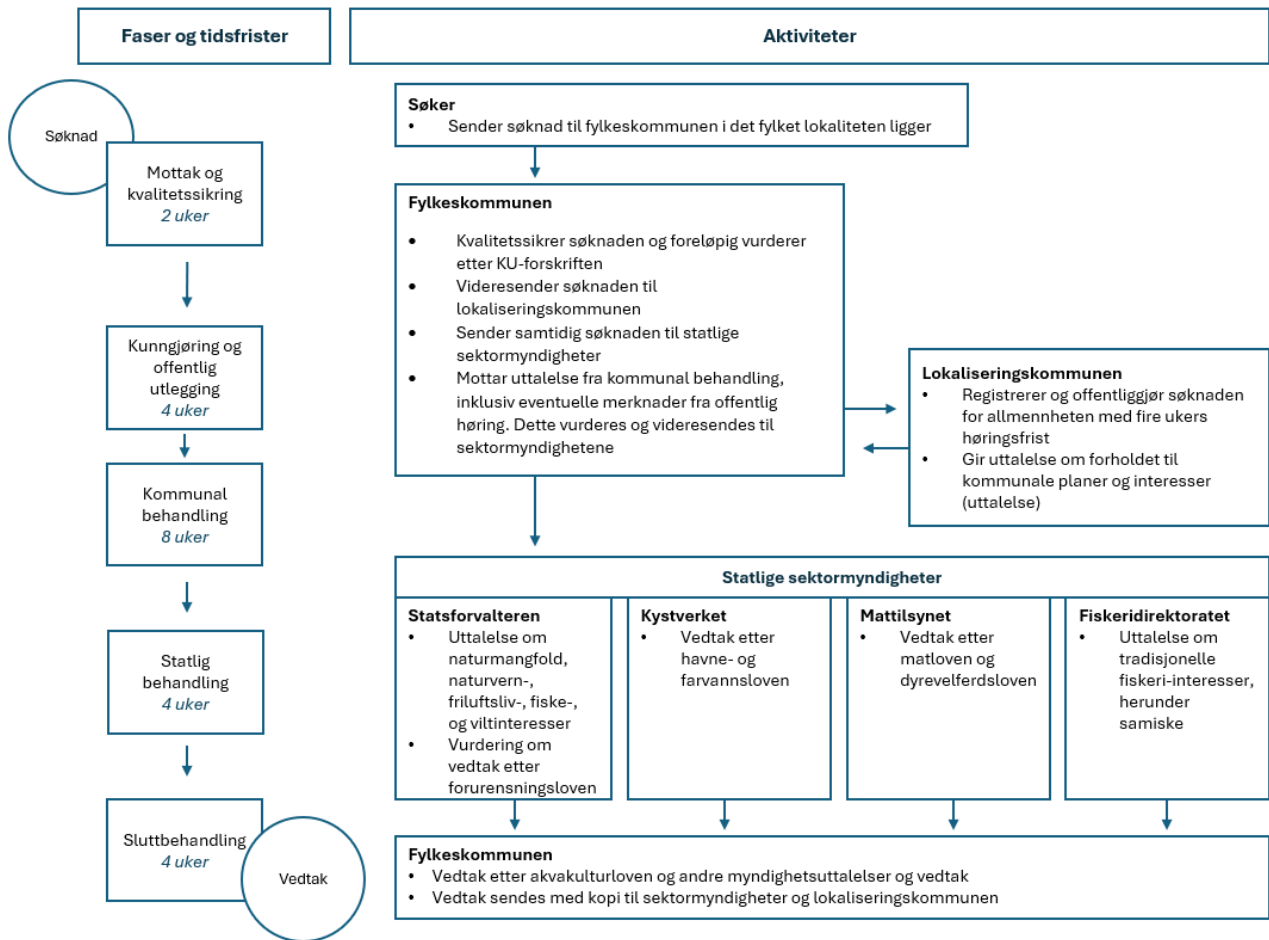 Faser og tidsfrister
Aktiviteter
Søknad
Mottak og
kvalitetssikring
2 uker
Kunngjøring og
offentlig
utlegging
4 uker
Kommunal
behandling
8 uker
Statlig
behandling
4 uker
Sluttbehandling
4 uker
Vedtak
Søker
• Sender søknad til fylkeskommunen i det fylket lokaliteten ligger
Fylkeskommunen
• Kvalitetssikrer søknaden og foreløpig vurderer
etter KU-forskriften
• Videresender søknaden til
lokaliseringskommunen
• Sender samtidig søknaden til statlige
sektormyndigheter
• Mottar uttalelse fra kommunal behandling,
inklusiv eventuelle merknader fra offentlig
høring. Dette vurderes og videresendes til
sektormyndighetene
Lokaliseringskommunen
• Registrerer og offentliggjør søknaden
for allmennheten med fire ukers
høringsfrist
• Gir uttalelse om forholdet til
kommunale planer og interesser
(uttalelse)
Statlige sektormyndigheter
Statsforvalteren
• Uttalelse om
naturmangfold,
naturvern-,
friluftsliv-, fiske-,
og viltinteresser
• Vurdering om
vedtak etter
forurensningsloven
Kystverket
• Vedtak etter
havne- og
farvannsloven
Mattilsynet
• Vedtak etter
matloven og
dyrevelferdsloven
Fiskeridirektoratet
• Uttalelse om
tradisjonelle
fiskeri-interesser,
herunder
samiske
Fylkeskommunen
• Vedtak etter akvakulturloven og andre myndighetsuttalelser og vedtak
• Vedtak sendes med kopi til sektormyndigheter og lokaliseringskommunen